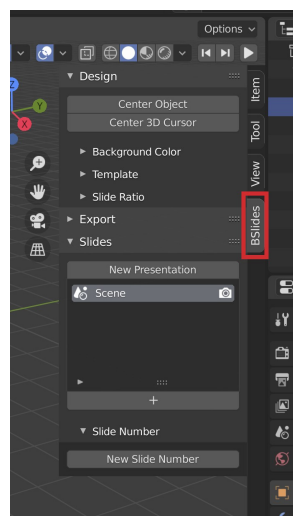 Options
Design
Center Object
Center 3D Cursor
Background Color
Template
Slide Ratio
Export
Slides
New Presentation
Scene
+
Slide Number
New Slide Number
Item
Tool
View
BSlides
Y
X